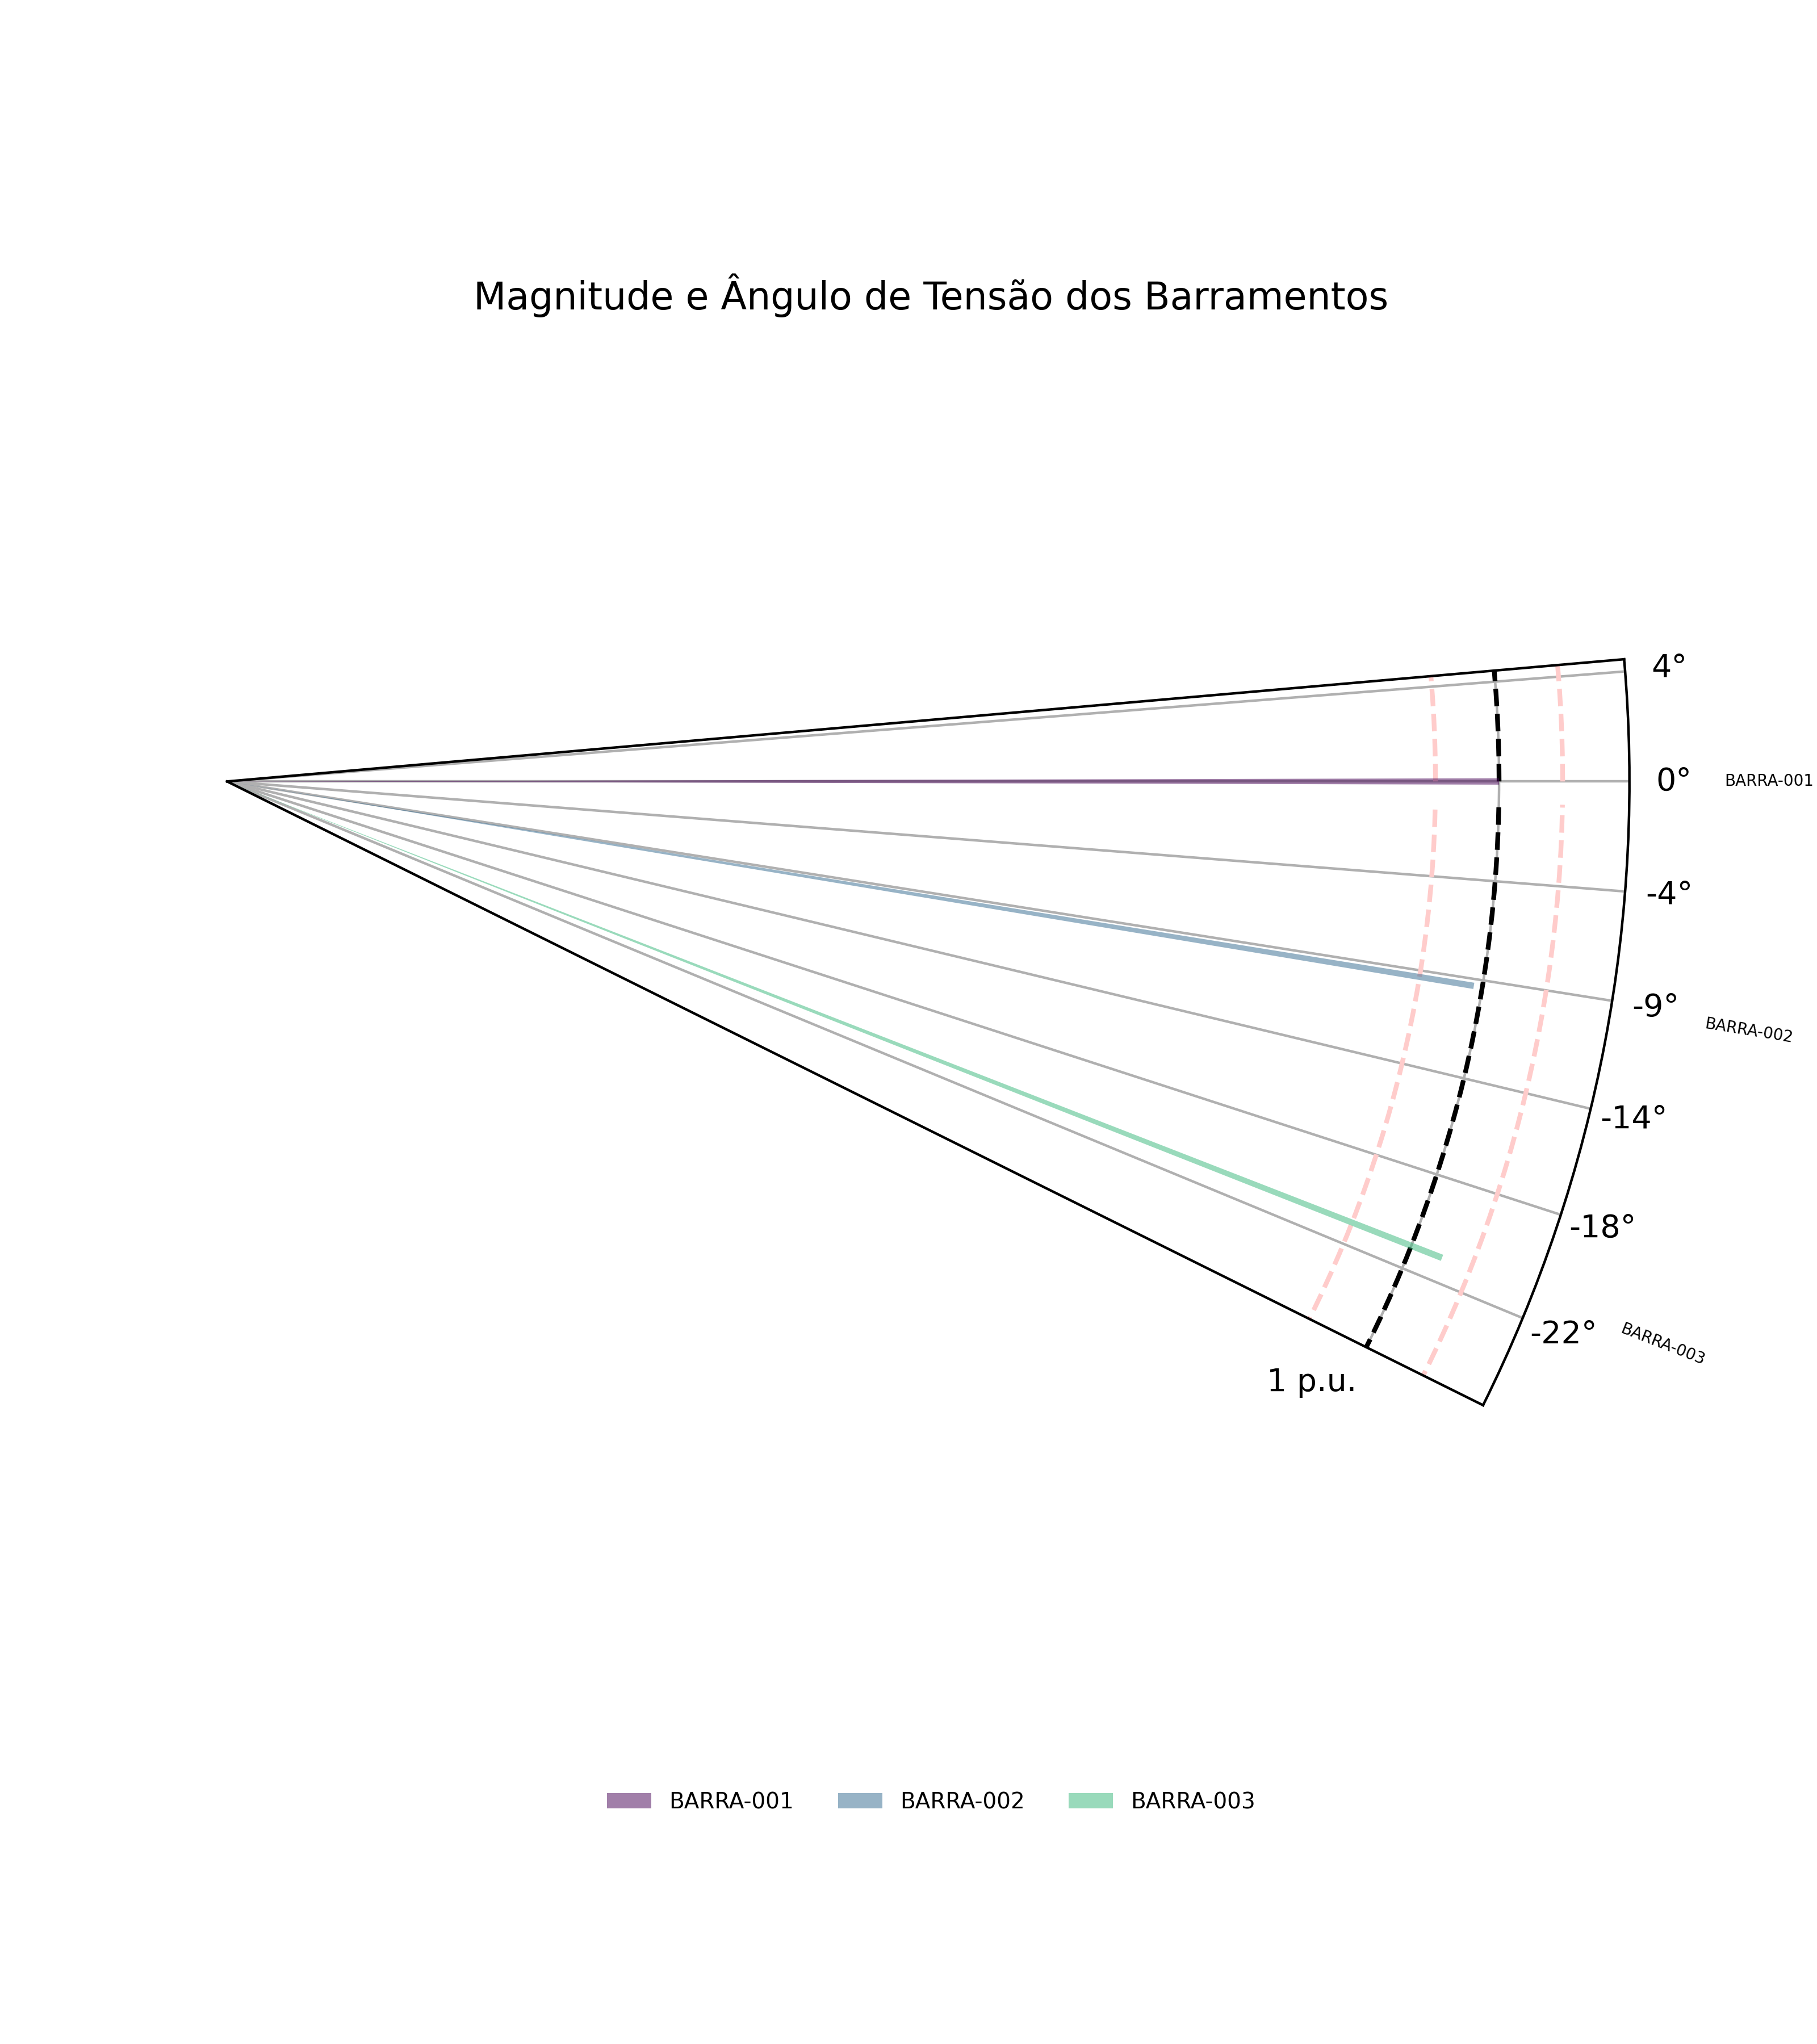 Magnitude e Ângulo de Tensão dos Barramentos
4°
0°
BARRA-001
-4°
-9°
BARRA-002
-14°
-18°
-22°
BARRA-003
1 p.u.
BARRA-001
BARRA-002
BARRA-003